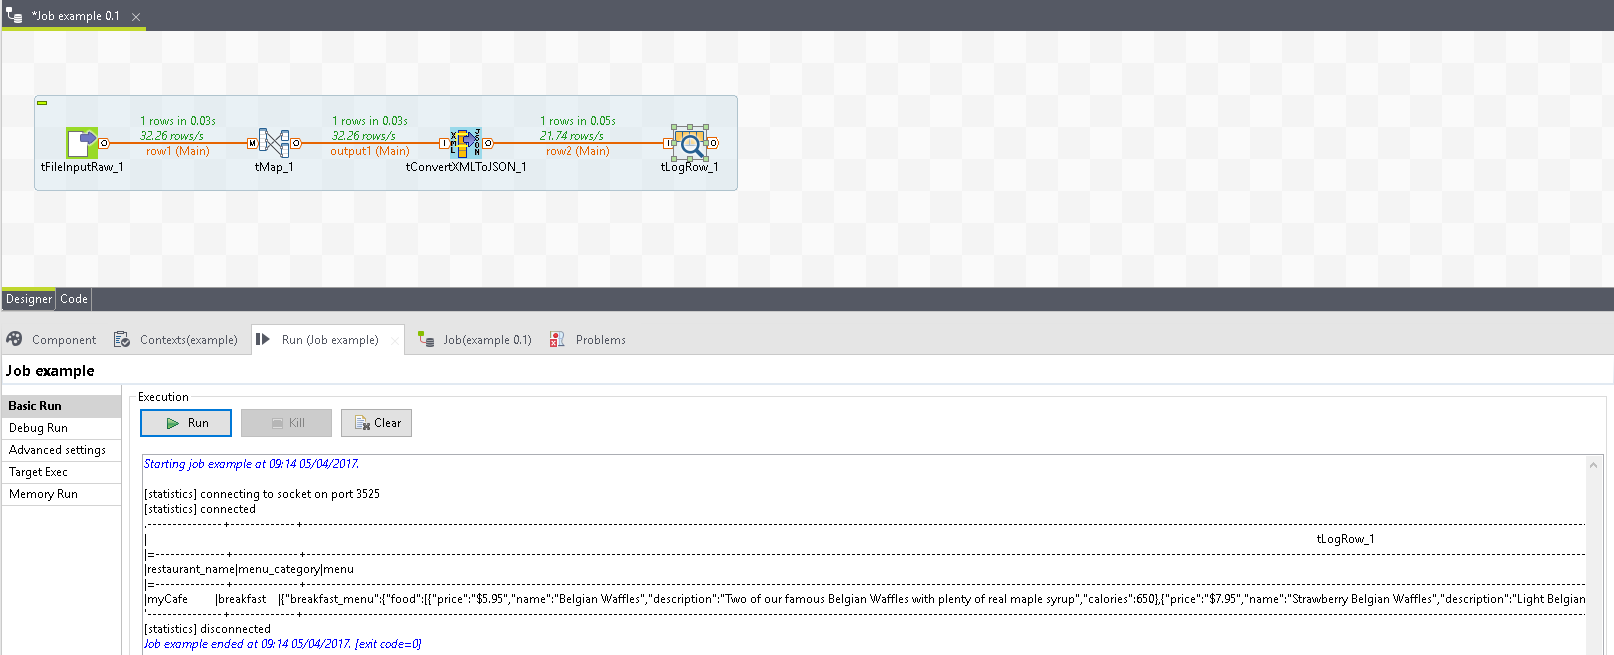 *Job example 0.1
1 rows in 0.03s
32.26 rows/s
row1 (Main)
1 rows in 0.03s
32.26 rows/s
output1 (Main)
1 rows in 0.05s
21.74 rows/s
row2 (Main)
O
M
O
I
XML
JSON
O
I
O
tFileInputRaw_1
tMap_1
tConvertXMLToJSON_1
tLogRow_1
Designer
Code
Component
Contexts(example)
Run (Job example)
Job(example 0.1)
Problems
Job example
Basic Run
Debug Run
Advanced settings
Target Exec
Memory Run
Execution
Run
Kill
Clear
Starting job example at 09:14 05/04/2017.
[statistics] connecting to socket on port 3525
[statistics] connected
tLogRow_1
|restaurant_name|menu_category|menu
|myCafe |breakfast |{"breakfast_menu":{"food":[{"price":"$5.95","name":"Belgian Waffles","description":"Two of our famous Belgian Waffles with plenty of real maple syrup","calories":650},{"price":"$7.95","name":"Strawberry Belgian Waffles","description":"Light Belgian
[statistics] disconnected
Job example ended at 09:14 05/04/2017. [exit code=0]